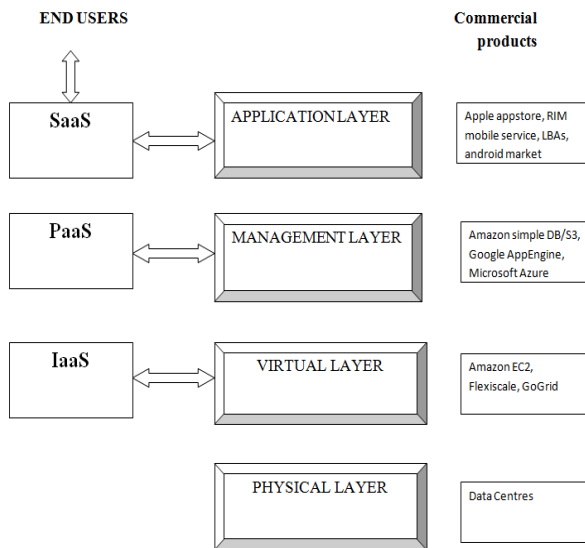 END USERS
Commercial
products
SaaS
APPLICATION LAYER
Apple appstore, RIM
mobile service, LBAs,
android market
PaaS
MANAGEMENT LAYER
Amazon simple DB/S3,
Google AppEngine,
Microsoft Azure
IaaS
VIRTUAL LAYER
Amazon EC2,
Flexiscale, GoGrid
PHYSICAL LAYER
Data Centres